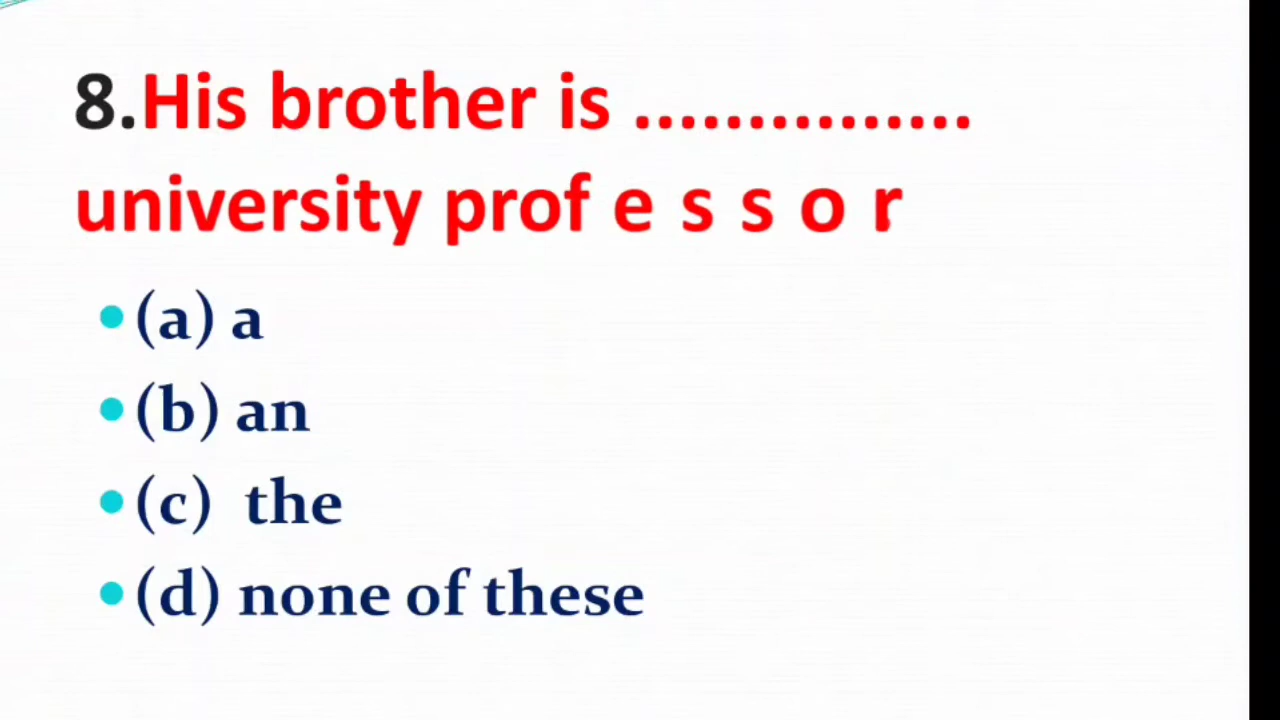 8.His brother is ...............
university prof e s s o r
•(a) a
•(b) an
•(c) the
•(d) none of these